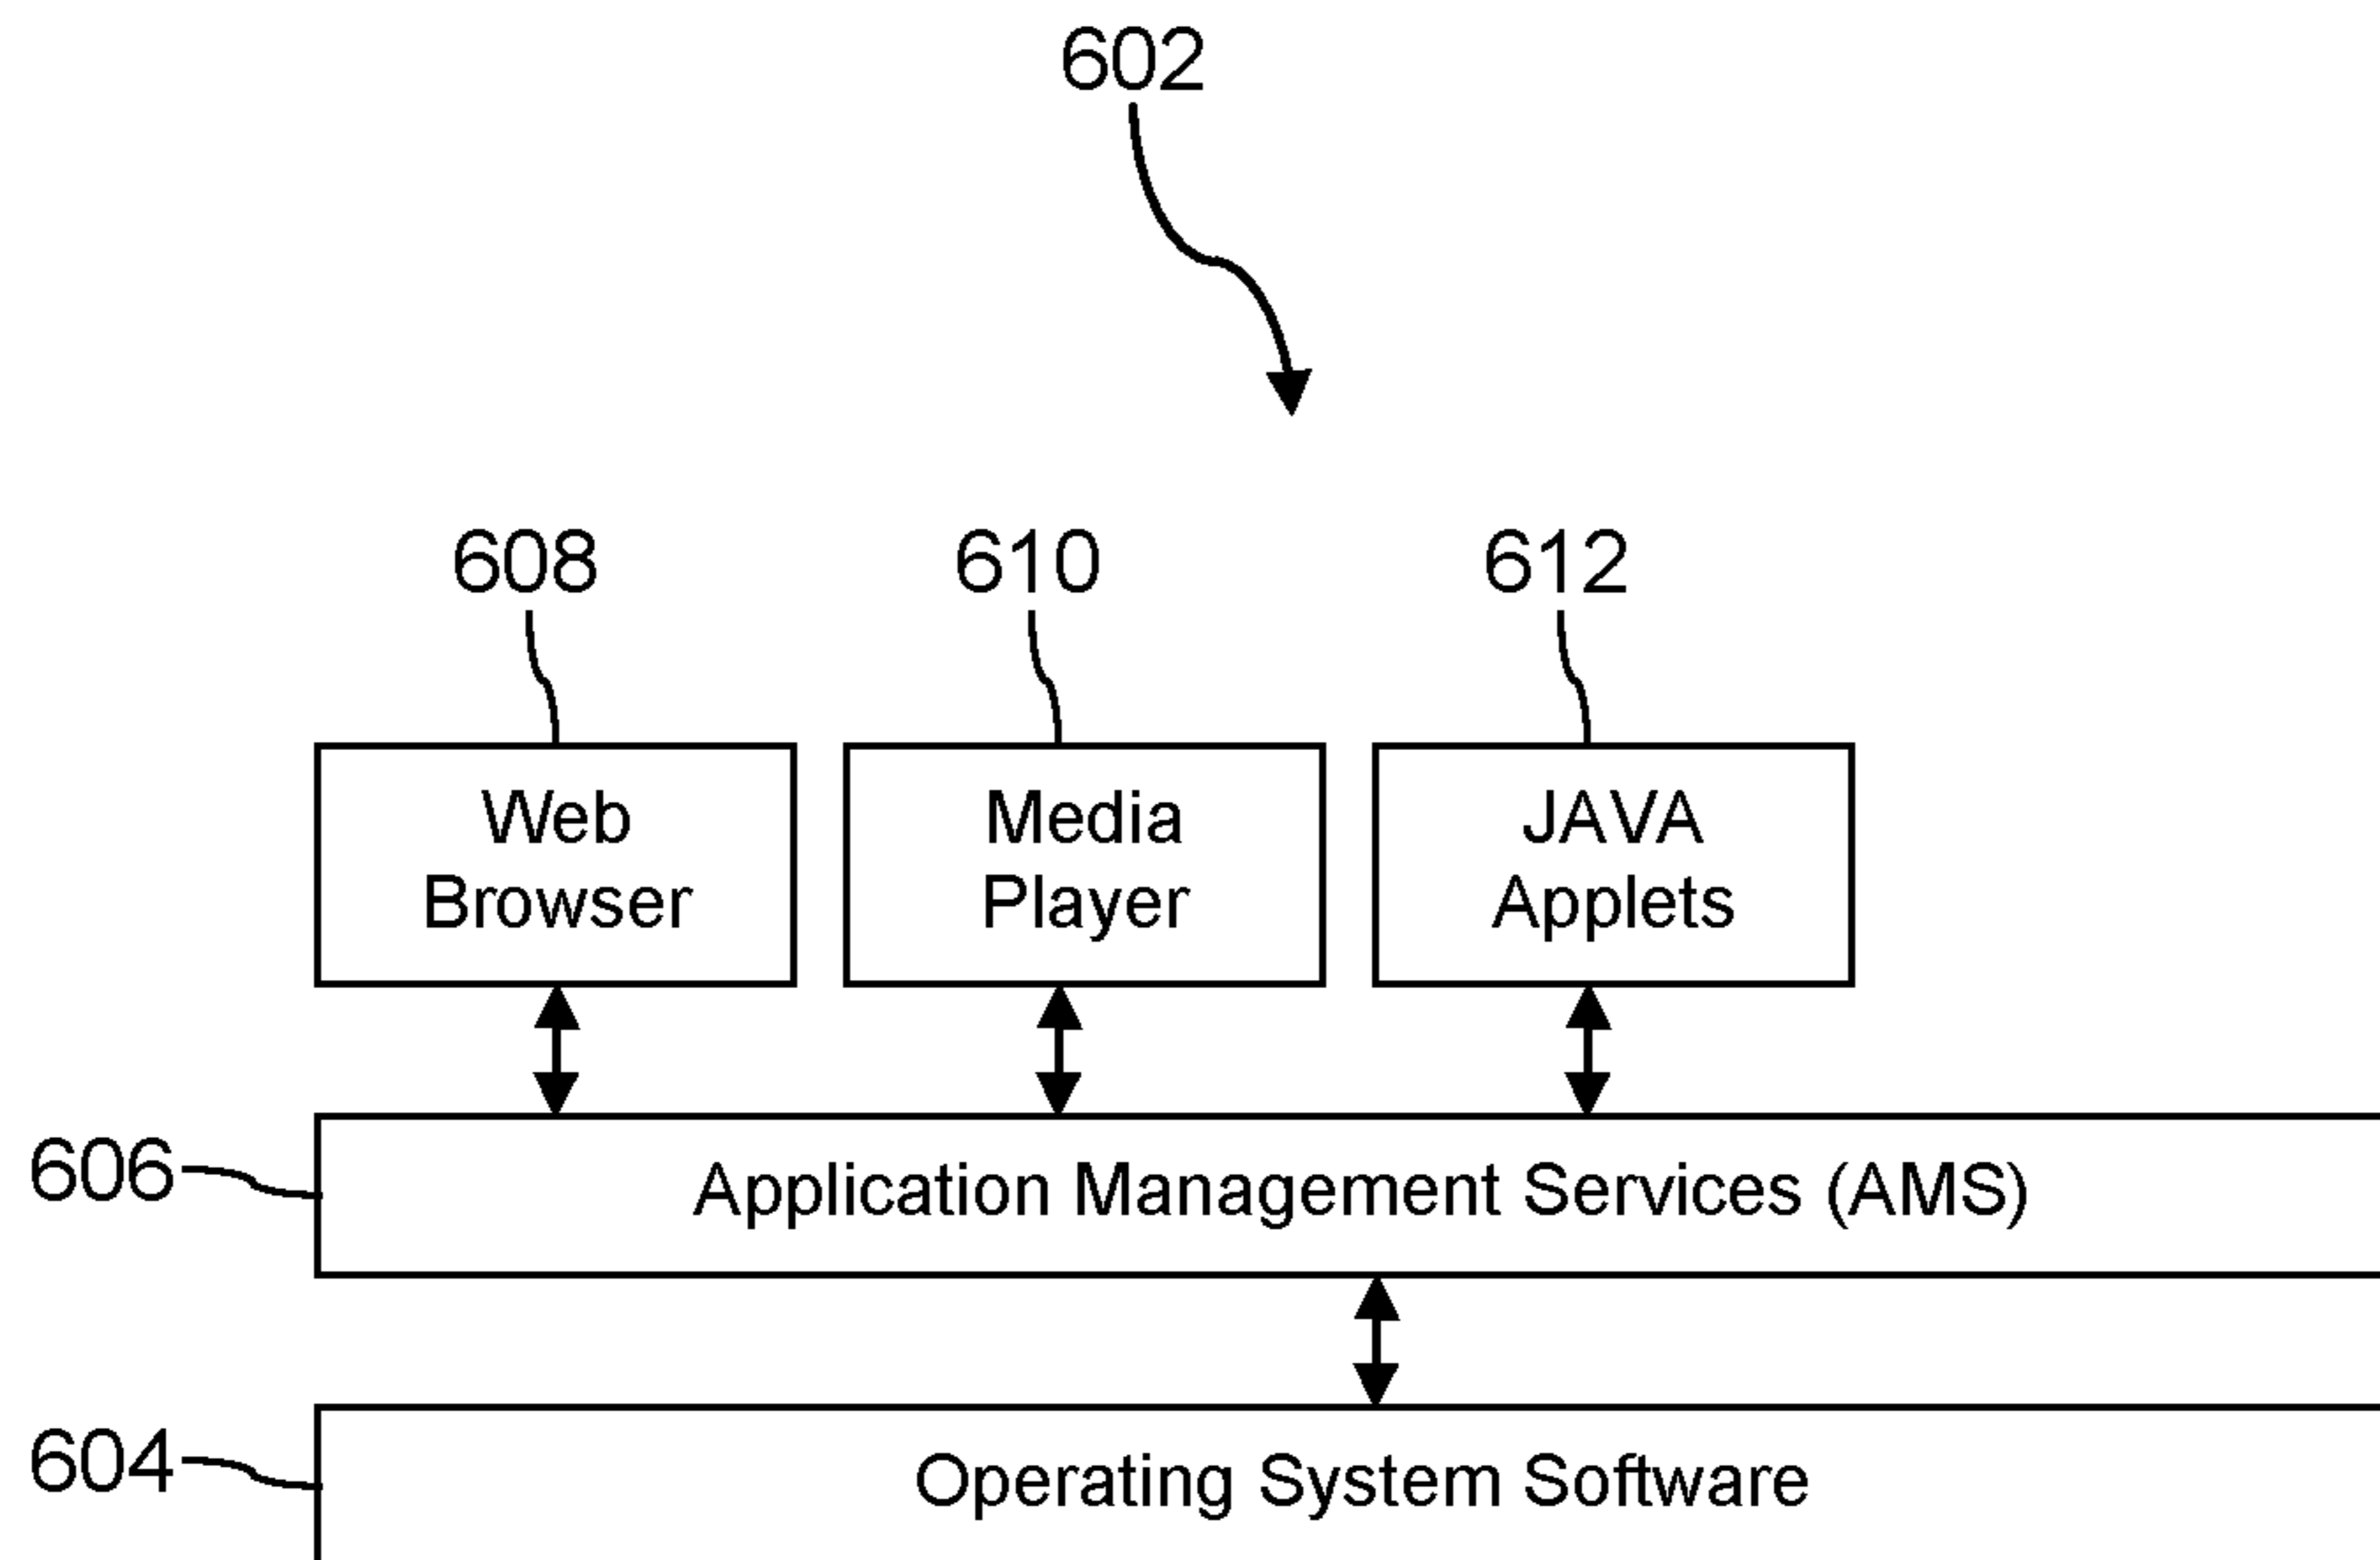 602
608
610
612
Web
Browser
Media
Player
JAVA
Applets
606
Application Management Services (AMS)
604
Operating System Software